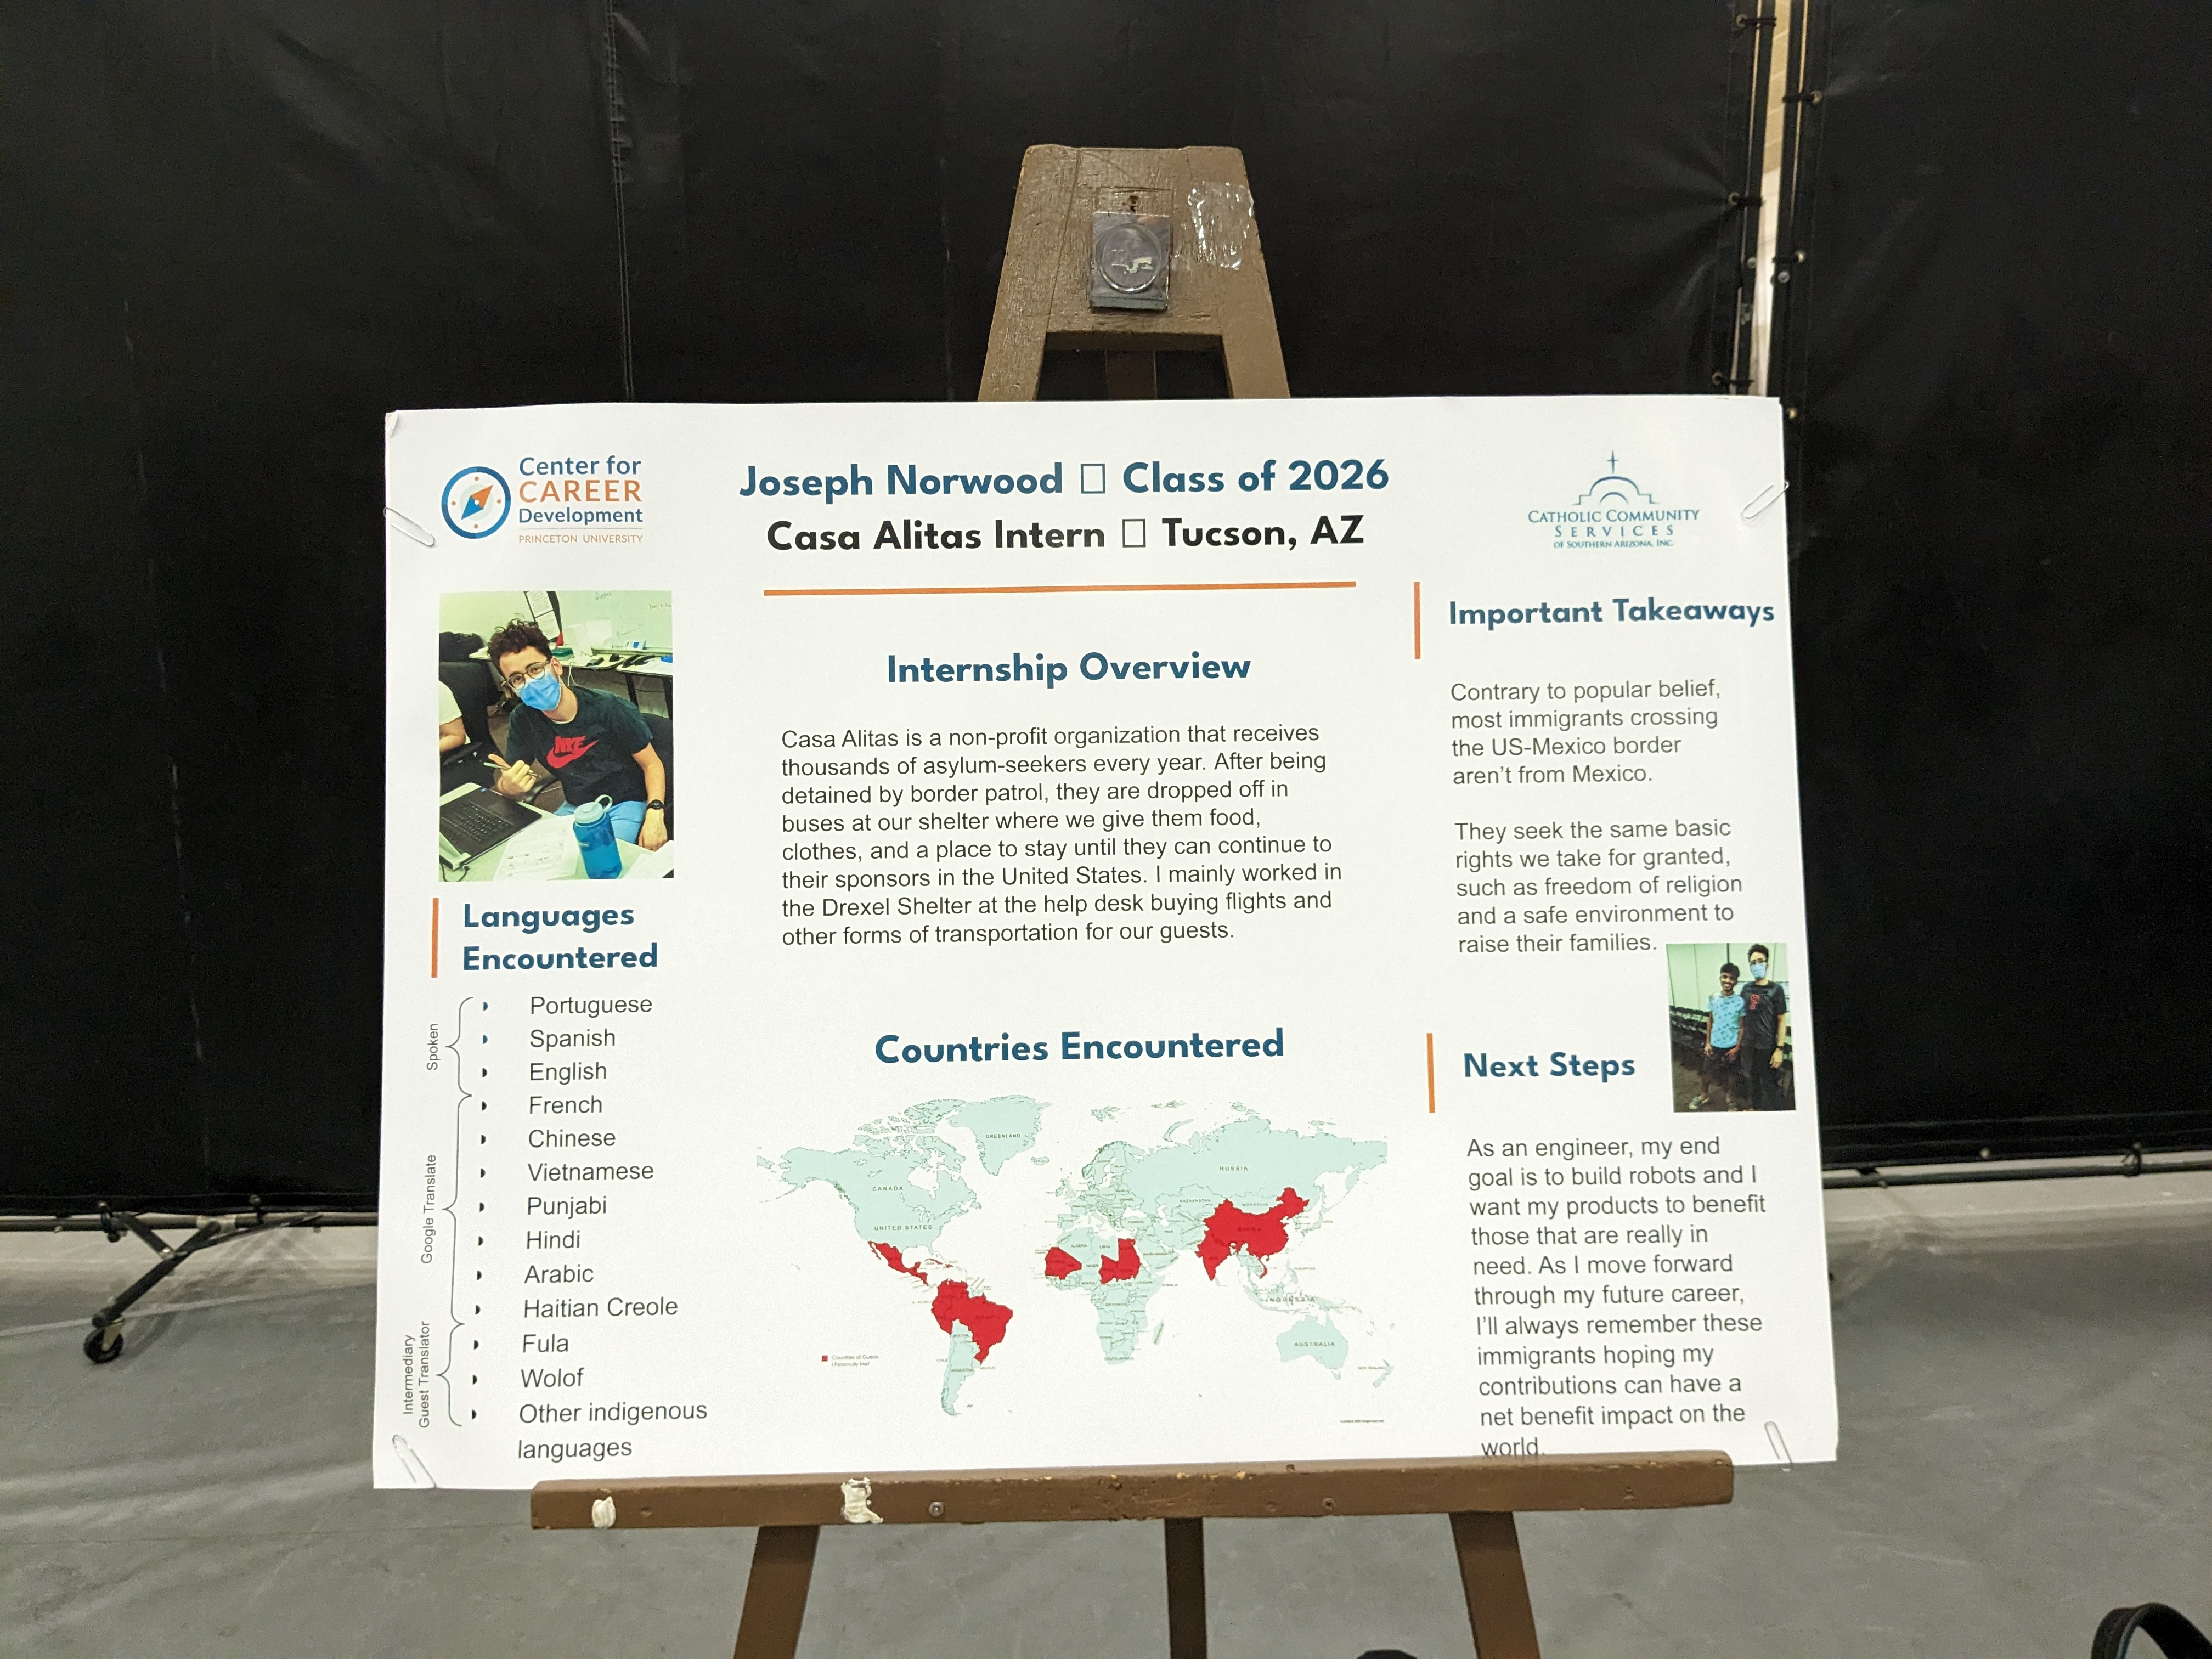 Center for
CAREER
Development
PRINCETON UNIVERSITY
Joseph Norwood □ Class of 2026
Casa Alitas Intern □ Tucson, AZ
CATHOLIC COMMUNITY
SERVICES
OF SOUTHERN ARIZONA, INC.
Languages
Encountered
Spoken
Portuguese
Spanish
English
Google Translate
French
Chinese
Vietnamese
Punjabi
Hindi
Arabic
Haitian Creole
Intermediary
Guest Translator
Fula
Wolof
Other indigenous
languages
Internship Overview
Casa Alitas is a non-profit organization that receives
thousands of asylum-seekers every year. After being
detained by border patrol, they are dropped off in
buses at our shelter where we give them food,
clothes, and a place to stay until they can continue to
their sponsors in the United States. I mainly worked in
the Drexel Shelter at the help desk buying flights and
other forms of transportation for our guests.
Countries Encountered
GREENLAND
RUSSIA
CANADA
KAZAKHSTAN
MONGOLIA
UNITED STATES
CHINA
ALGERIA
LIBYA
INDONESIA
AUSTRALIA
Countries of Guests
I Personally Met
Important Takeaways
Contrary to popular belief,
most immigrants crossing
the US-Mexico border
aren't from Mexico.
They seek the same basic
rights we take for granted,
such as freedom of religion
and a safe environment to
raise their families.
Next Steps
As an engineer, my end
goal is to build robots and I
want my products to benefit
those that are really in
need. As I move forward
through my future career,
I'll always remember these
immigrants hoping my
contributions can have a
net benefit impact on the
world.